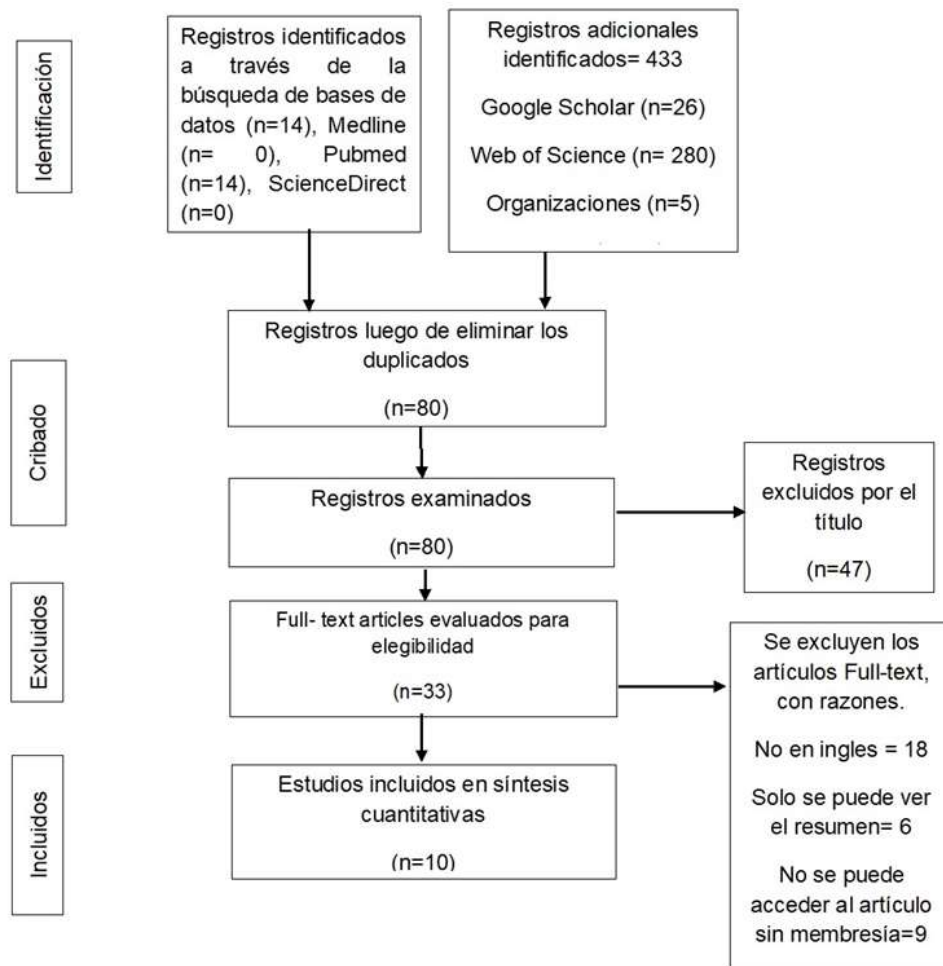 Identificación
Registros identificados
a través de la
búsqueda de bases de
datos (n=14), Medline
(n= 0), Pubmed
(n=14), ScienceDirect
(n=0)
Registros adicionales
identificados= 433
Google Scholar (n=26)
Web of Science (n= 280)
Organizaciones (n=5)
Cribado
Registros luego de eliminar los
duplicados
(n=80)
Registros examinados
(n=80)
Registros
excluidos por el
título
(n=47)
Excluidos
Full- text articles evaluados para
elegibilidad
(n=33)
Se excluyen los
artículos Full-text,
con razones.
No en ingles = 18
Solo se puede ver
el resumen= 6
No se puede
acceder al artículo
sin membresía=9
Incluidos
Estudios incluidos en síntesis
cuantitativas
(n=10)